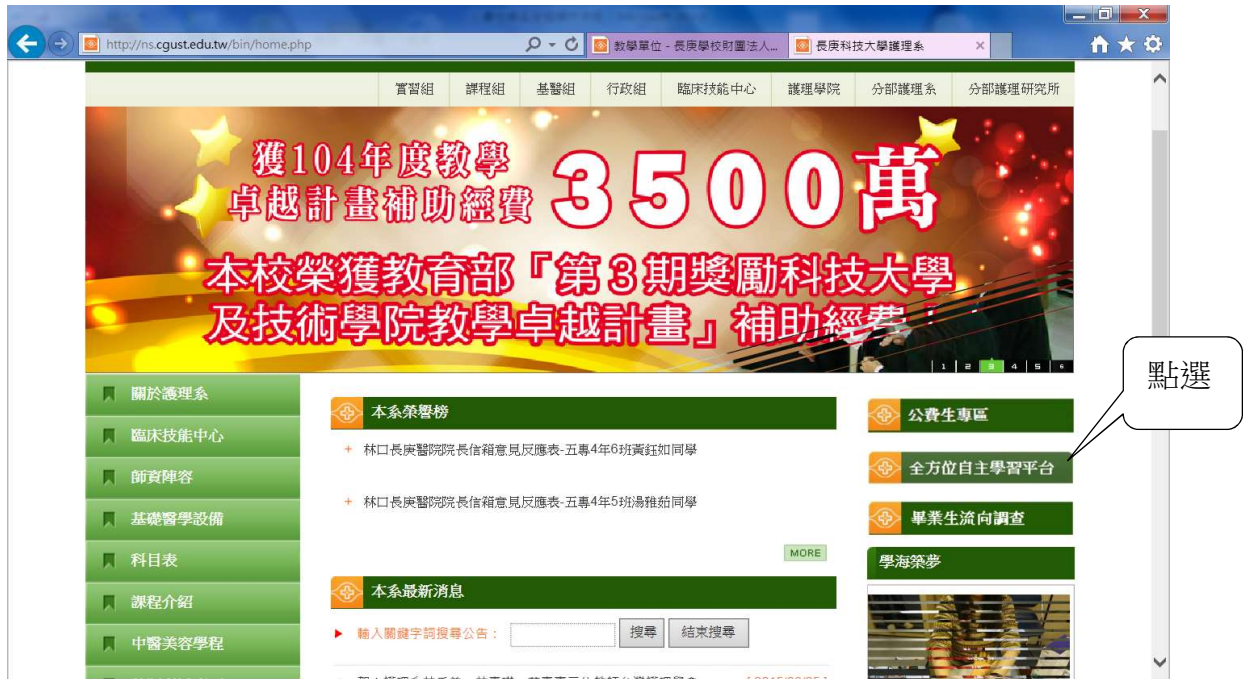 http://ns.cgust.edu.tw/bin/home.php
教學單位 - 長庚學校財團法人...
長庚科技大學護理系
實習組 課程組 基醫組 行政組 臨床技能中心 護理學院 分部護理系 分部護理研究所
獲104年度教學
卓越計畫補助經費
3500萬
本校榮獲教育部「第3期獎勵科技大學
及技術學院教學卓越計畫」補助經費！
1 2 3 4 5 6
點選
關於護理系
臨床技能中心
師資陣容
基礎醫學設備
科目表
課程介紹
中醫美容學程
本系榮譽榜
+ 林口長庚醫院院長信箱意見反應表-五專4年6班黃鈺如同學
+ 林口長庚醫院院長信箱意見反應表-五專4年5班湯雅茹同學
MORE
本系最新消息
輸入關鍵字詞搜尋公告：
搜尋 結束搜尋
公費生專區
全方位自主學習平台
畢業生流向調查
學海築夢